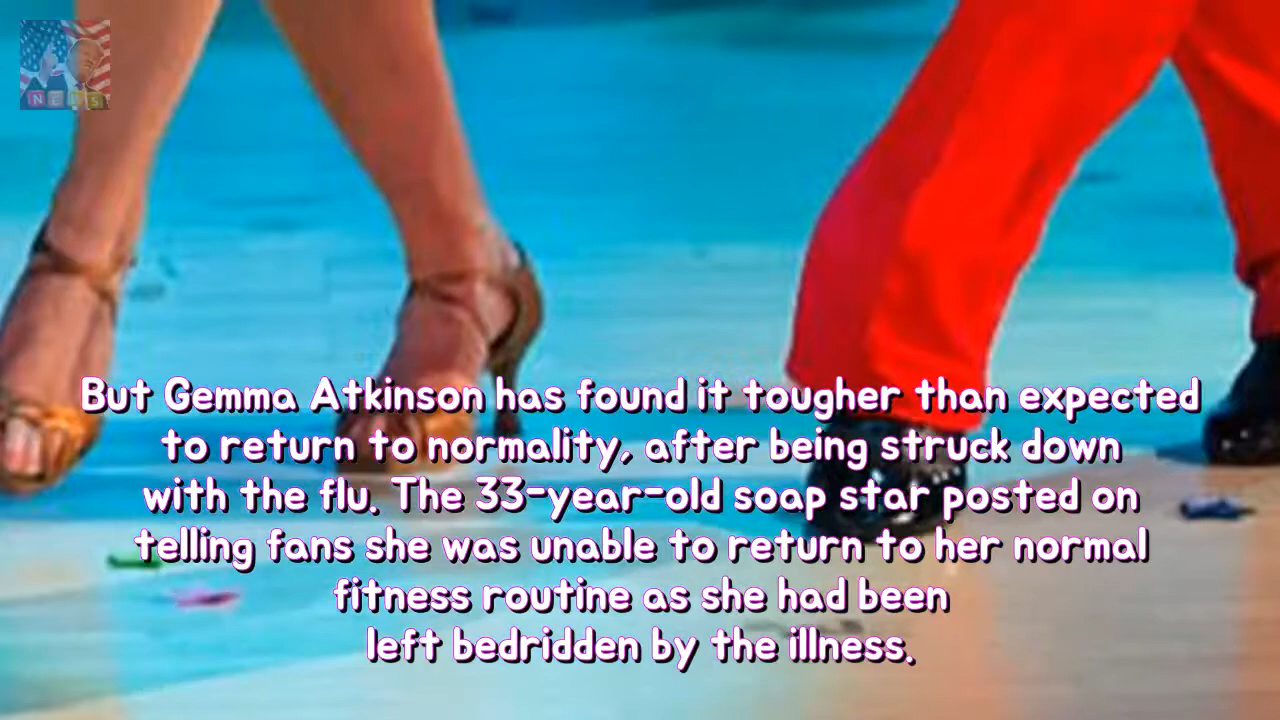 NEWS
But Gemma Atkinson has found it tougher than expected
to return to normality, after being struck down
with the flu. The 33-year-old soap star posted on
telling fans she was unable to return to her normal
fitness routine as she had been
left bedridden by the illness.